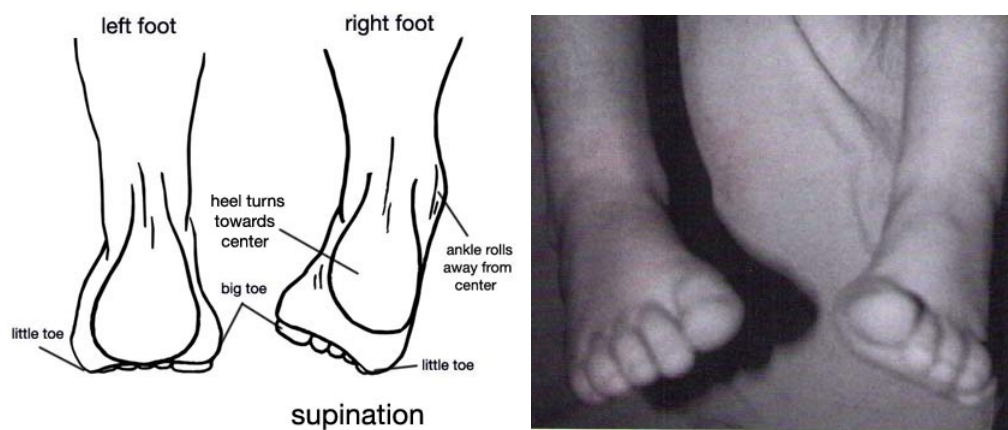 left foot
right foot
heel turns
towards
center
ankle rolls
away from
center
big toe
little toe
little toe
supination